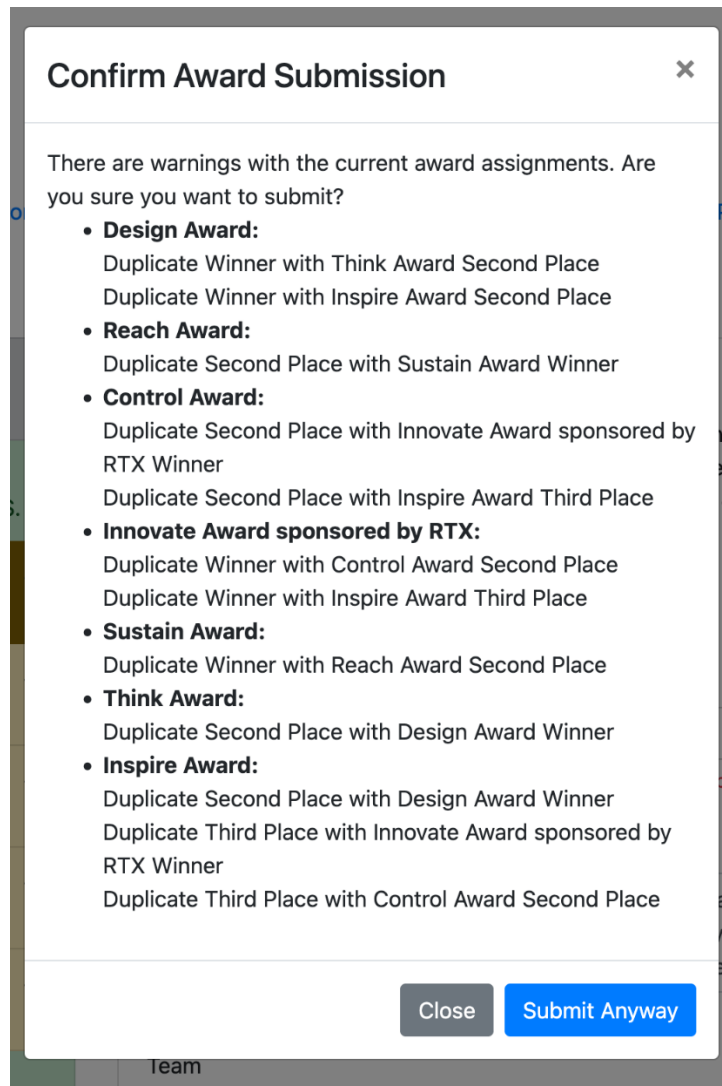 Confirm Award Submission ×
There are warnings with the current award assignments. Are
you sure you want to submit?
• Design Award:
Duplicate Winner with Think Award Second Place
Duplicate Winner with Inspire Award Second Place
• Reach Award:
Duplicate Second Place with Sustain Award Winner
• Control Award:
Duplicate Second Place with Innovate Award sponsored by
RTX Winner
Duplicate Second Place with Inspire Award Third Place
• Innovate Award sponsored by RTX:
Duplicate Winner with Control Award Second Place
Duplicate Winner with Inspire Award Third Place
• Sustain Award:
Duplicate Winner with Reach Award Second Place
• Think Award:
Duplicate Second Place with Design Award Winner
• Inspire Award:
Duplicate Second Place with Design Award Winner
Duplicate Third Place with Innovate Award sponsored by
RTX Winner
Duplicate Third Place with Control Award Second Place
Close Submit Anyway
Team